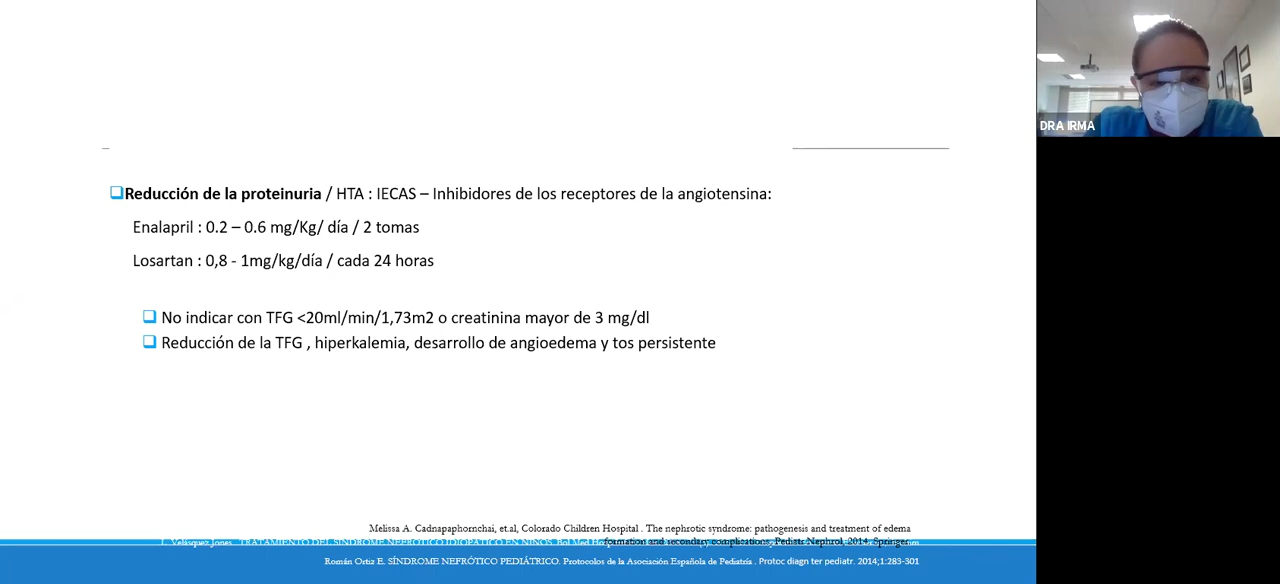 DRA IRMA
❑Reducción de la proteinuria / HTA : IECAS – Inhibidores de los receptores de la angiotensina:
Enalapril : 0.2 – 0.6 mg/Kg/ día / 2 tomas
Losartan : 0,8 - 1mg/kg/día / cada 24 horas
❑ No indicar con TFG <20ml/min/1,73m2 o creatinina mayor de 3 mg/dl
❑ Reducción de la TFG , hiperkalemia, desarrollo de angioedema y tos persistente
Melissa A. Cadnapaphornchai, et.al, Colorado Children Hospital . The nephrotic syndrome: pathogenesis and treatment of edema
formation and secondary complications. Pediatr Nephrol, 2014. Springer.
Velásquez Jones. TRATAMIENTO DEL SÍNDROME NEFRÓTICO IDIOPÁTICO EN NIÑOS. Bol Med
Román Ortiz E. SÍNDROME NEFRÓTICO PEDIÁTRICO. Protocolos de la Asociación Española de Pediatría . Protoc diagn ter pediatr. 2014;1:283-301